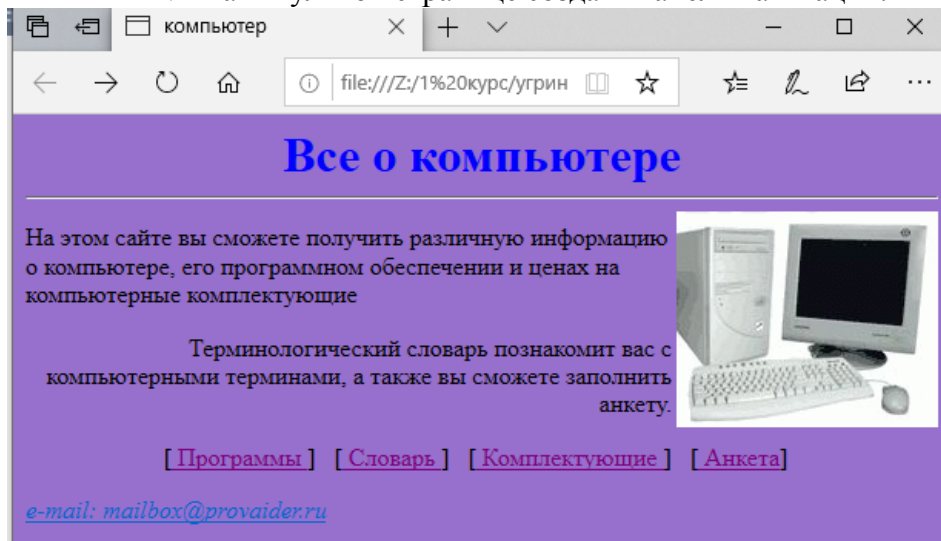 компьютер
file:///Z:/1%20курс/угрин
Все о компьютере
На этом сайте вы сможете получить различную информацию
о компьютере, его программном обеспечении и ценах на
компьютерные комплектующие
Терминологический словарь познакомит вас с
компьютерными терминами, а также вы сможете заполнить
анкету.
[ Программы ] [ Словарь ] [ Комплектующие ] [ Анкета]
e-mail: mailbox@provaider.ru